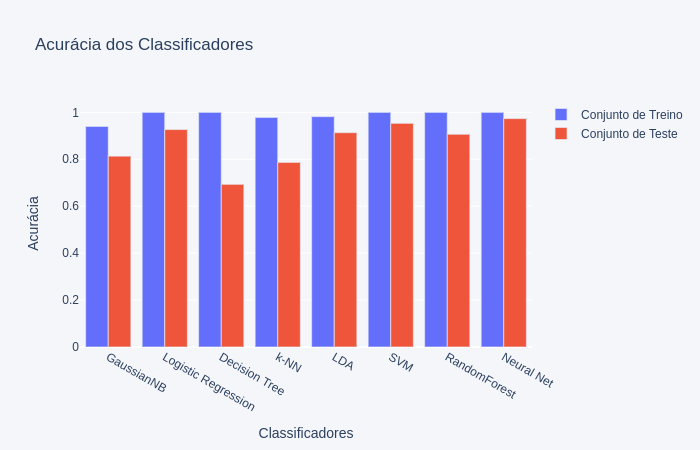 Acurácia dos Classificadores
Conjunto de Treino
Conjunto de Teste
Acurácia
1
0.8
0.6
0.4
0.2
0
GaussianNB
Logistic Regression
Decision Tree
k-NN
LDA
SVM
RandomForest
Neural Net
Classificadores